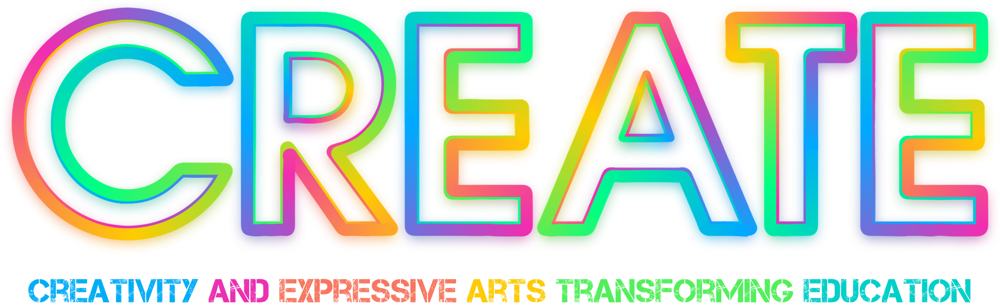 CREATE
CREATIVITY AND EXPRESSIVE ARTS TRANSFORMING EDUCATION